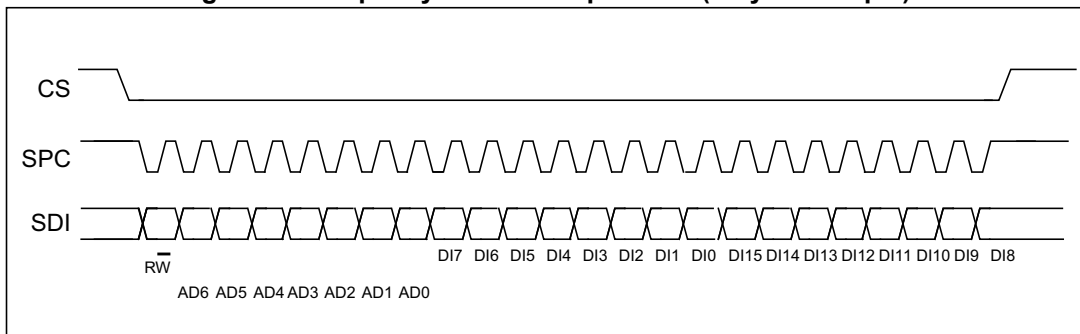 CS
SPC
SDI
DI7 DI6 DI5 DI4 DI3 DI2 DI1 DI0 DI15 DI14 DI13 DI12 DI11 DI10 DI9 DI8
RW
AD6 AD5 AD4 AD3 AD2 AD1 AD0